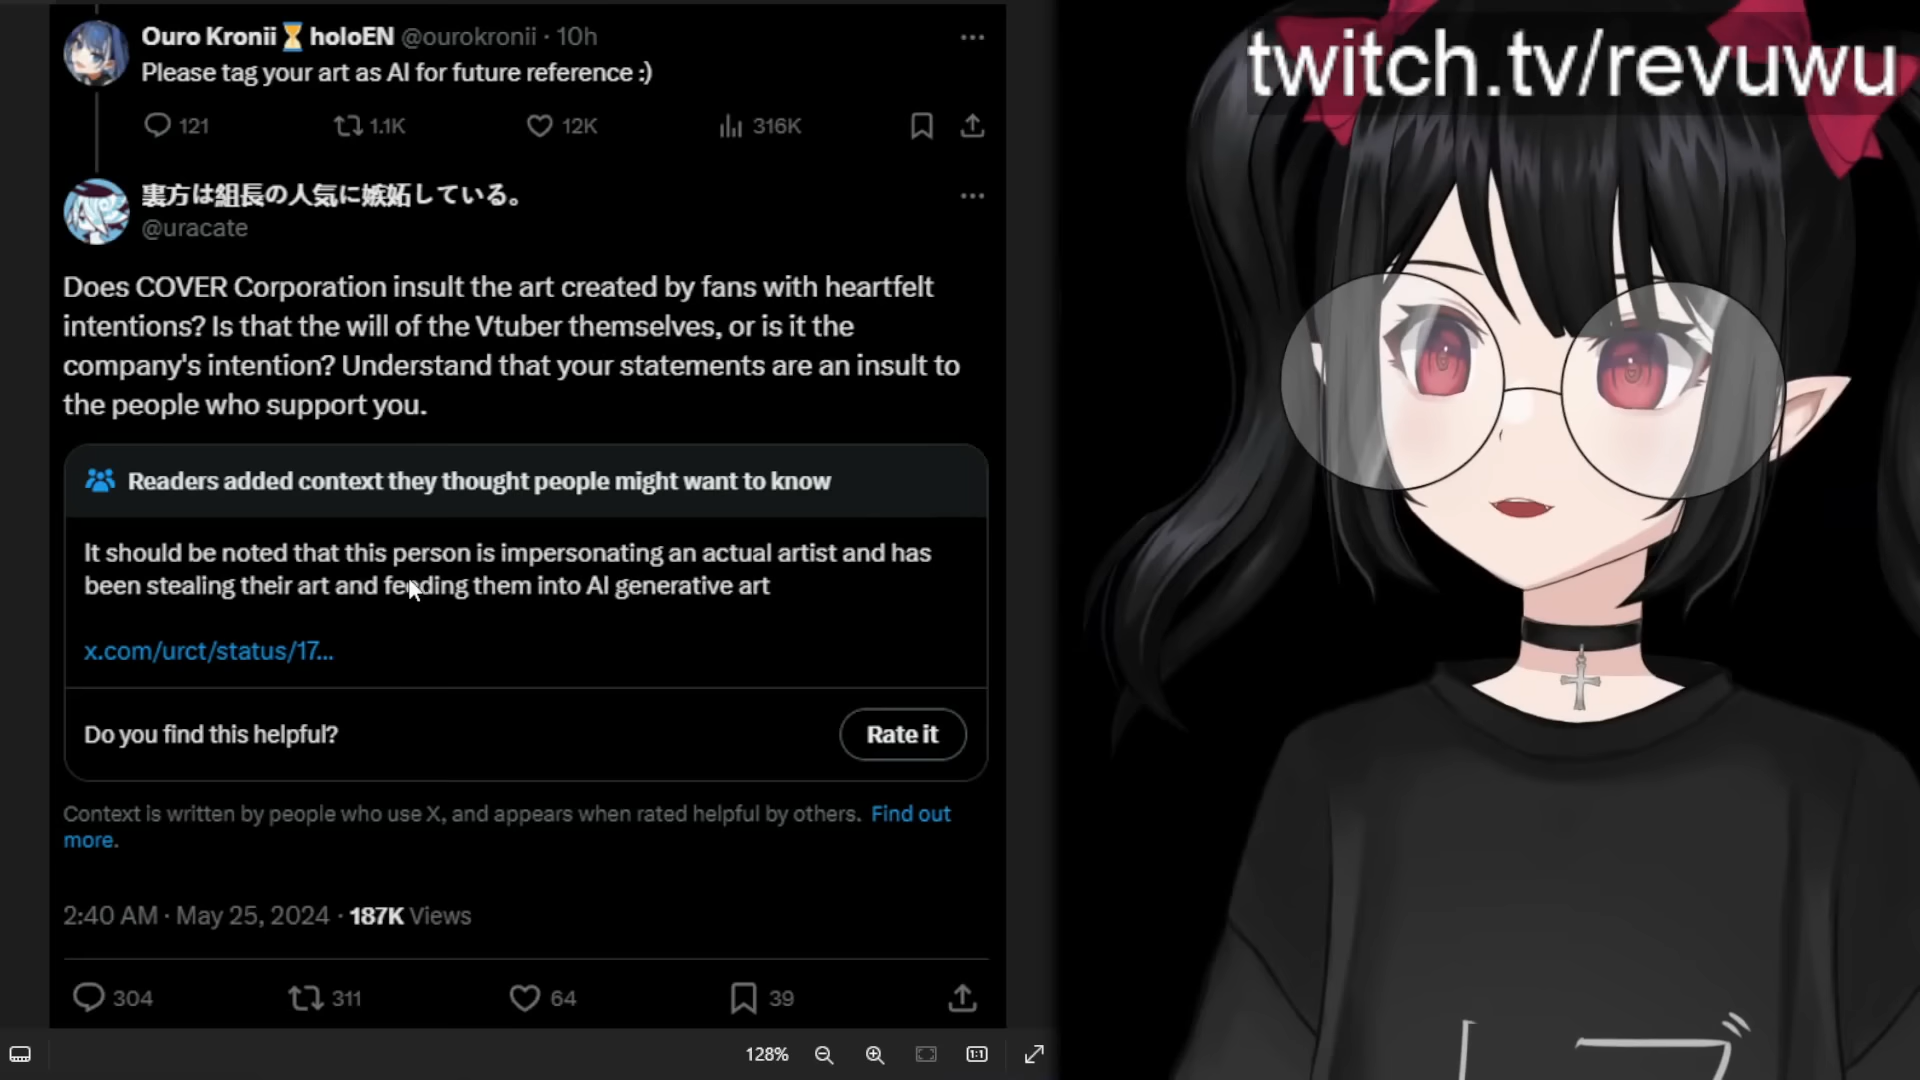 Ouro Kronii⏳holoEN @ourokronii · 10h
Please tag your art as AI for future reference :)
121 1.1K 12K 316K
裏方は組長の人気に嫉妬している。
@uracate
Does COVER Corporation insult the art created by fans with heartfelt
intentions? Is that the will of the Vtuber themselves, or is it the
company's intention? Understand that your statements are an insult to
the people who support you.
Readers added context they thought people might want to know
It should be noted that this person is impersonating an actual artist and has
been stealing their art and feeding them into AI generative art
x.com/urct/status/17...
Do you find this helpful?
Rate it
Context is written by people who use X, and appears when rated helpful by others. Find out
more.
2:40 AM · May 25, 2024 · 187K Views
304 311 64 39
128%
1:1
twitch.tv/revuwu